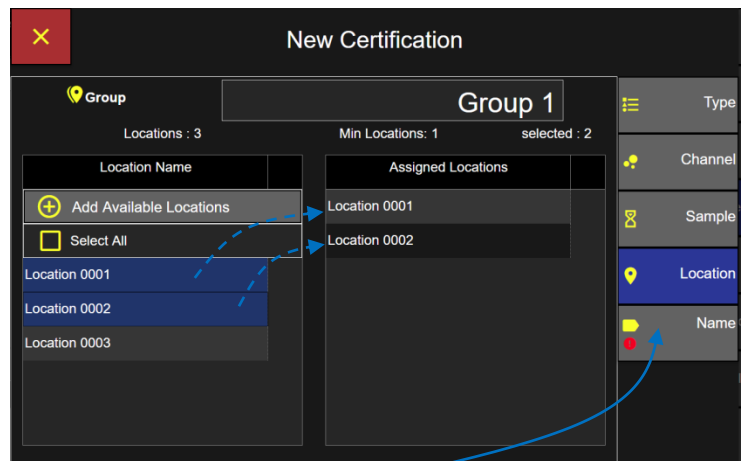 New Certification
Group
Group 1
Locations : 3
Min Locations: 1
selected : 2
Location Name
Assigned Locations
Add Available Locations
Select All
Location 0001
Location 0002
Location 0003
Location 0001
Location 0002
Type
Channel
Sample
Location
Name